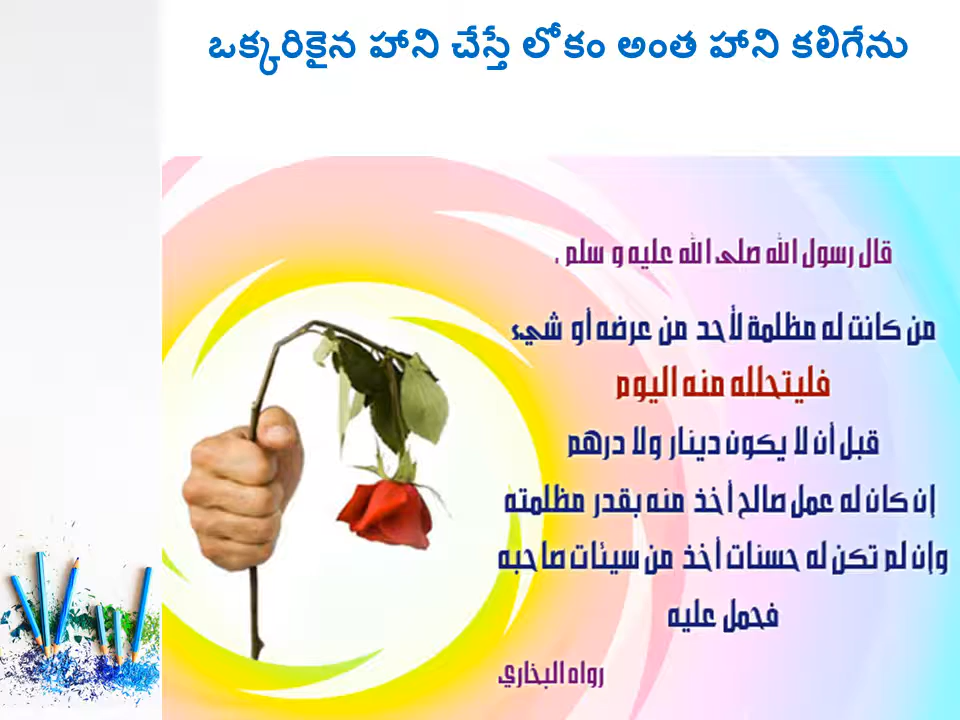 ఒక్కరికైన హాని చేస్తే లోకం అంత హాని కలిగేను
قال رسول الله صلى الله عليه و سلم .
من كانت له مظلمة لأحد من عرضه أو شيء
فليتحلله منه اليوم
قبل أن لا يكون دينار ولا درهم
إن كان له عمل صالح أخذ منه بقدر مظلمته
وإن لم تكن له حسنات أخذ من سيئات صاحبه
فحمل عليه
رواه البخاري